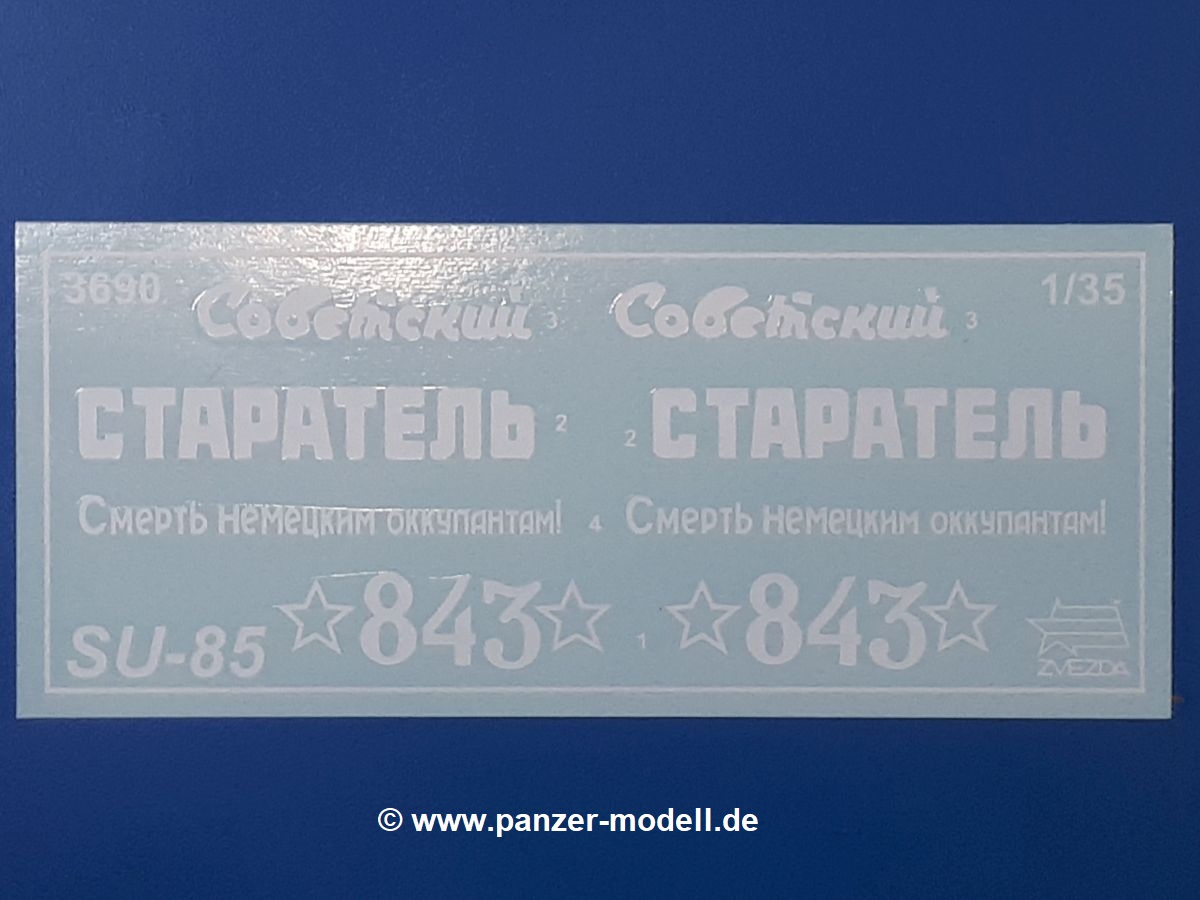 3690 Советский 3 Советский 3 1/35
СТАРАТЕЛЬ 2 2 СТАРАТЕЛЬ
Смерть немецким оккупантам! 4 Смерть немецким оккупантам!
SU-85 843 1 843 ZVEZDA
© www.panzer-modell.de